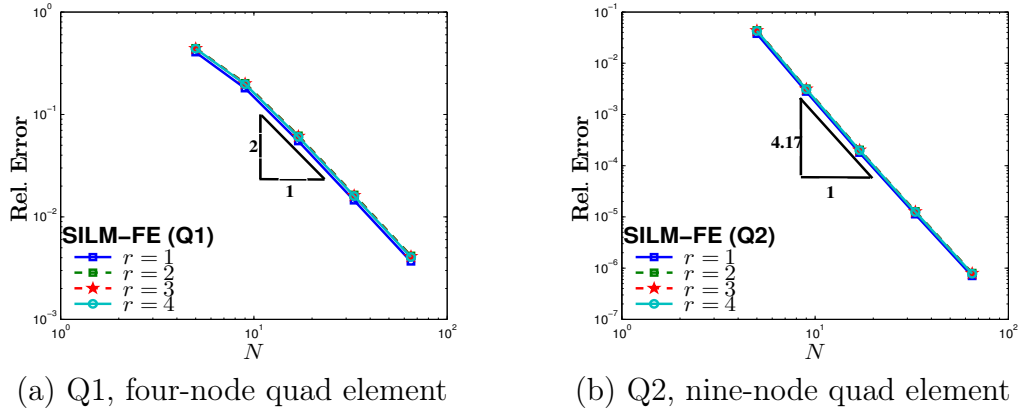 10^0
10^-1
10^-2
10^-3
10^0
10^1
10^2
Rel. Error
N
2
1
SILM-FE (Q1)
r = 1
r = 2
r = 3
r = 4
(a) Q1, four-node quad element
10^-1
10^-2
10^-3
10^-4
10^-5
10^-6
10^-7
10^0
10^1
10^2
Rel. Error
N
4.17
1
SILM-FE (Q2)
r = 1
r = 2
r = 3
r = 4
(b) Q2, nine-node quad element